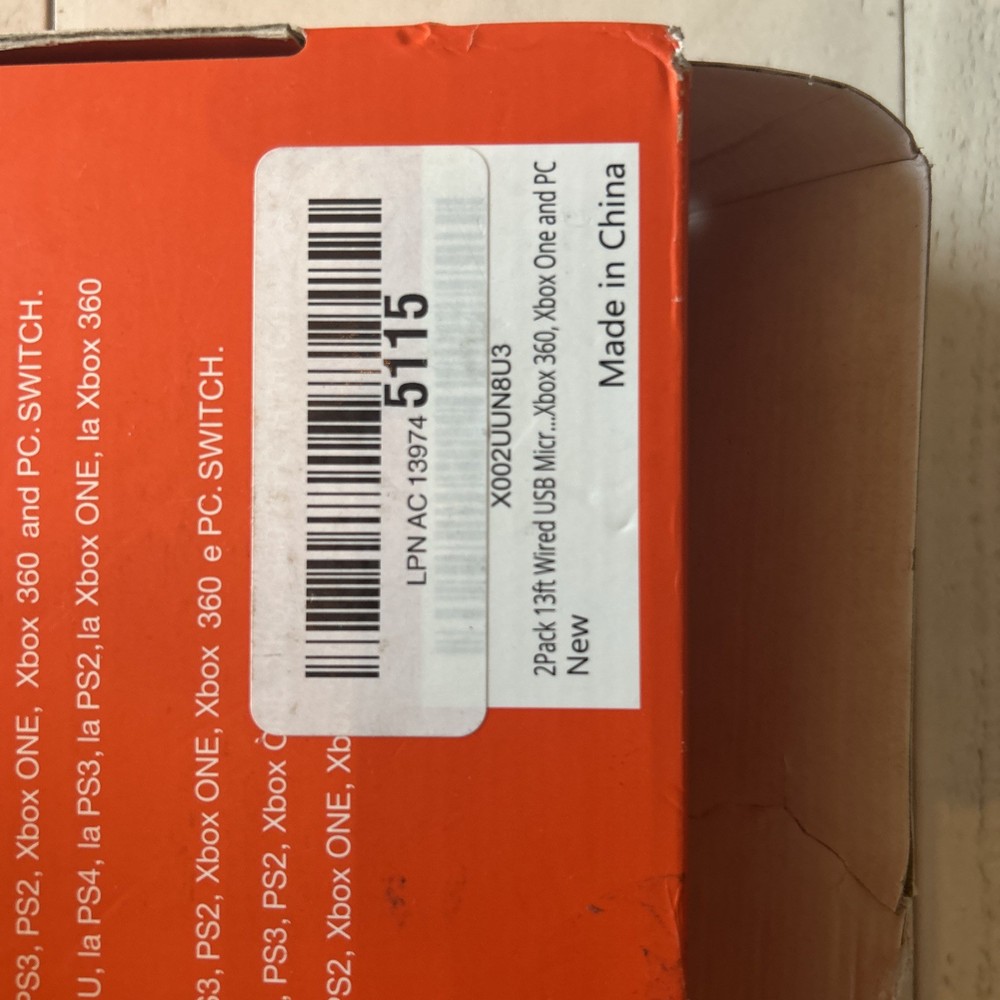 PS3, PS2, Xbox ONE, Xbox 360 and PC. SWITCH.
U, la PS4, la PS3, la PS2, la Xbox ONE, la Xbox 360
S3, PS2, Xbox ONE, Xbox 360 e PC. SWITCH.
, PS3, PS2, Xbox
PS2, Xbox ONE, Xb
LPN AC 13974 5115
X002UUN8U3
2Pack 13ft Wired USB Micr...Xbox 360, Xbox One and PC
New
Made in China